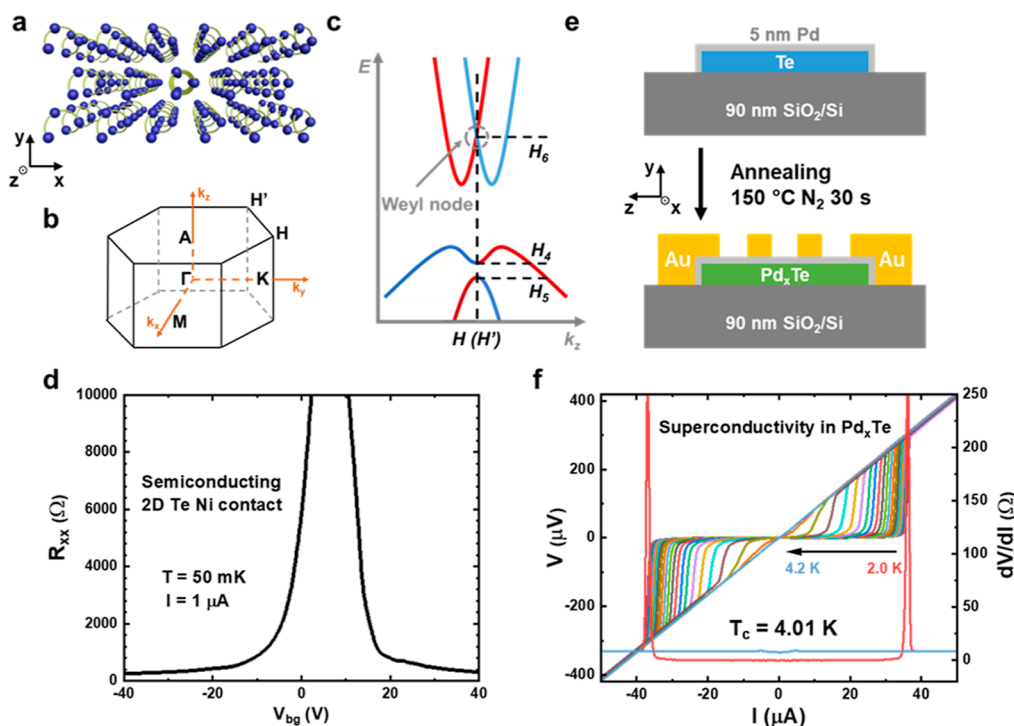 a
y
z
x
b
k_z
H'
A
H
Γ
K
k_y
k_x
M
c
E
H_6
Weyl node
H_4
H_5
H (H')
k_z
e
5 nm Pd
Te
90 nm SiO₂/Si
y
z
x
Annealing
150 °C N₂ 30 s
Au
Au
Pd_xTe
90 nm SiO₂/Si
d
10000
8000
6000
4000
2000
0
R_xx (Ω)
Semiconducting
2D Te Ni contact
T = 50 mK
I = 1 μA
-40
-20
0
20
40
V_bg (V)
f
400
200
0
-200
-400
V (μV)
Superconductivity in Pd_xTe
4.2 K
2.0 K
T_c = 4.01 K
250
200
150
100
50
0
dV/dI (Ω)
-40
-20
0
20
40
I (μA)